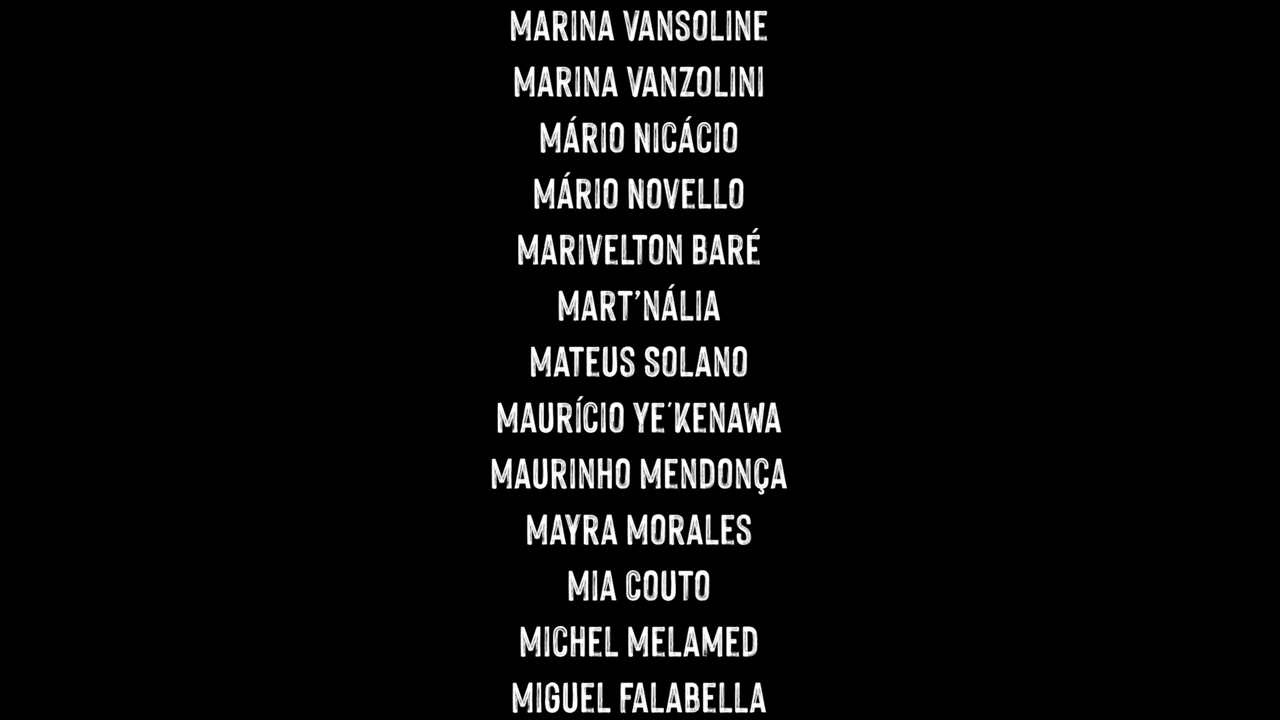 MARINA VANSOLINE
MARINA VANZOLINI
MÁRIO NICÁCIO
MÁRIO NOVELLO
MARIVELTON BARÉ
MART’NÁLIA
MATEUS SOLANO
MAURÍCIO YE´KENAWA
MAURINHO MENDONÇA
MAYRA MORALES
MIA COUTO
MICHEL MELAMED
MIGUEL FALABELLA